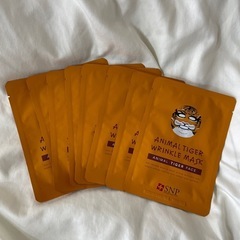 ANIMAL TIGER
WRINKLE MASK
ANIMAL TIGER FACE
SNP